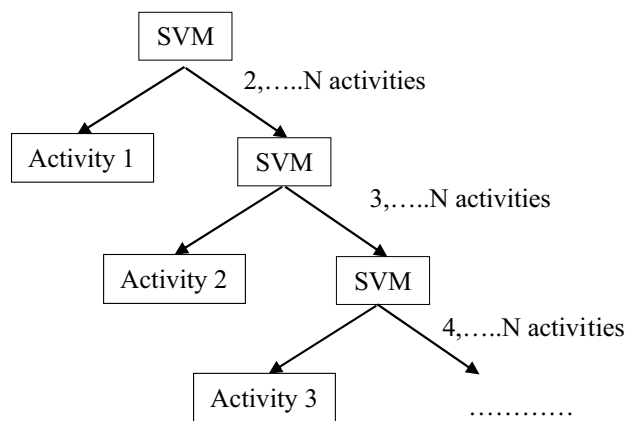 SVM
2,.....N activities
Activity 1
SVM
3,.....N activities
Activity 2
SVM
4,.....N activities
Activity 3
............